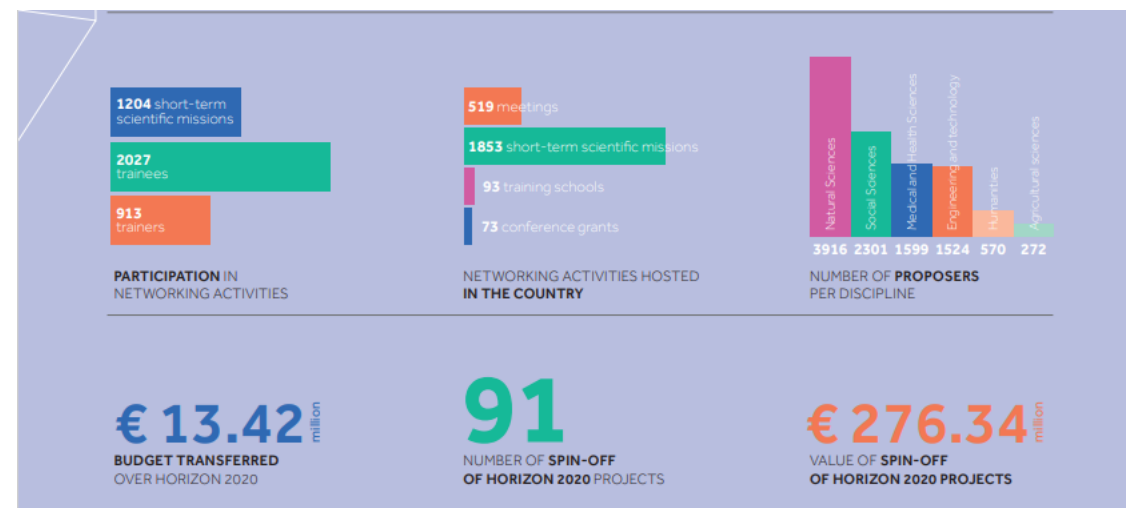 1204 short-term
scientific missions
2027
trainees
913
trainers
PARTICIPATION IN
NETWORKING ACTIVITIES
519 meetings
1853 short-term scientific missions
93 training schools
73 conference grants
NETWORKING ACTIVITIES HOSTED
IN THE COUNTRY
Natural Sciences
Social Sciences
Medical and Health Sciences
Engineering and technology
Humanities
Agricultural sciences
3916 2301 1599 1524 570 272
NUMBER OF PROPOSERS
PER DISCIPLINE
€ 13.42 million
BUDGET TRANSFERRED
OVER HORIZON 2020
91
NUMBER OF SPIN-OFF
OF HORIZON 2020 PROJECTS
€ 276.34 million
VALUE OF SPIN-OFF
OF HORIZON 2020 PROJECTS